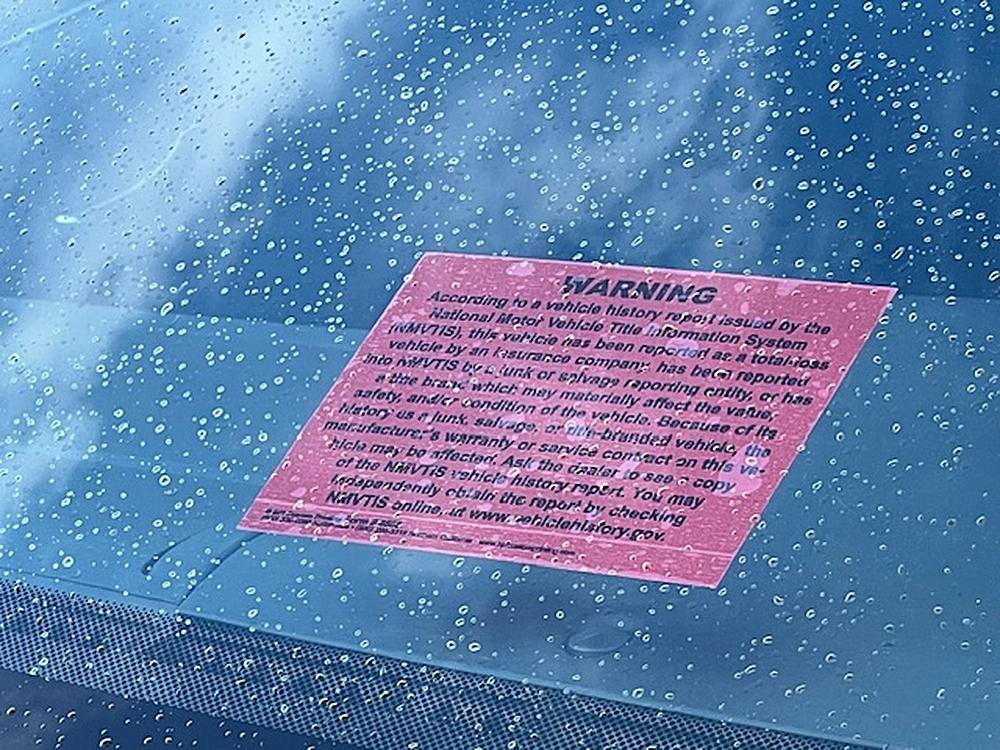 WARNING
According to a vehicle history report issued by the
National Motor Vehicle Title Information System
(NMVTIS), this vehicle has been reported as a total loss
vehicle by an insurance company, has been reported
into NMVTIS by a junk or salvage reporting entity, or has
a title brand which may materially affect the value,
safety, and/or condition of the vehicle. Because of its
history as a junk, salvage, or title-branded vehicle, the
manufacturer's warranty or service contract on this ve-
hicle may be affected. Ask the dealer to see a copy
of the NMVTIS vehicle history report. You may
independently obtain the report by checking
NMVTIS online at www.vehiclehistory.gov.